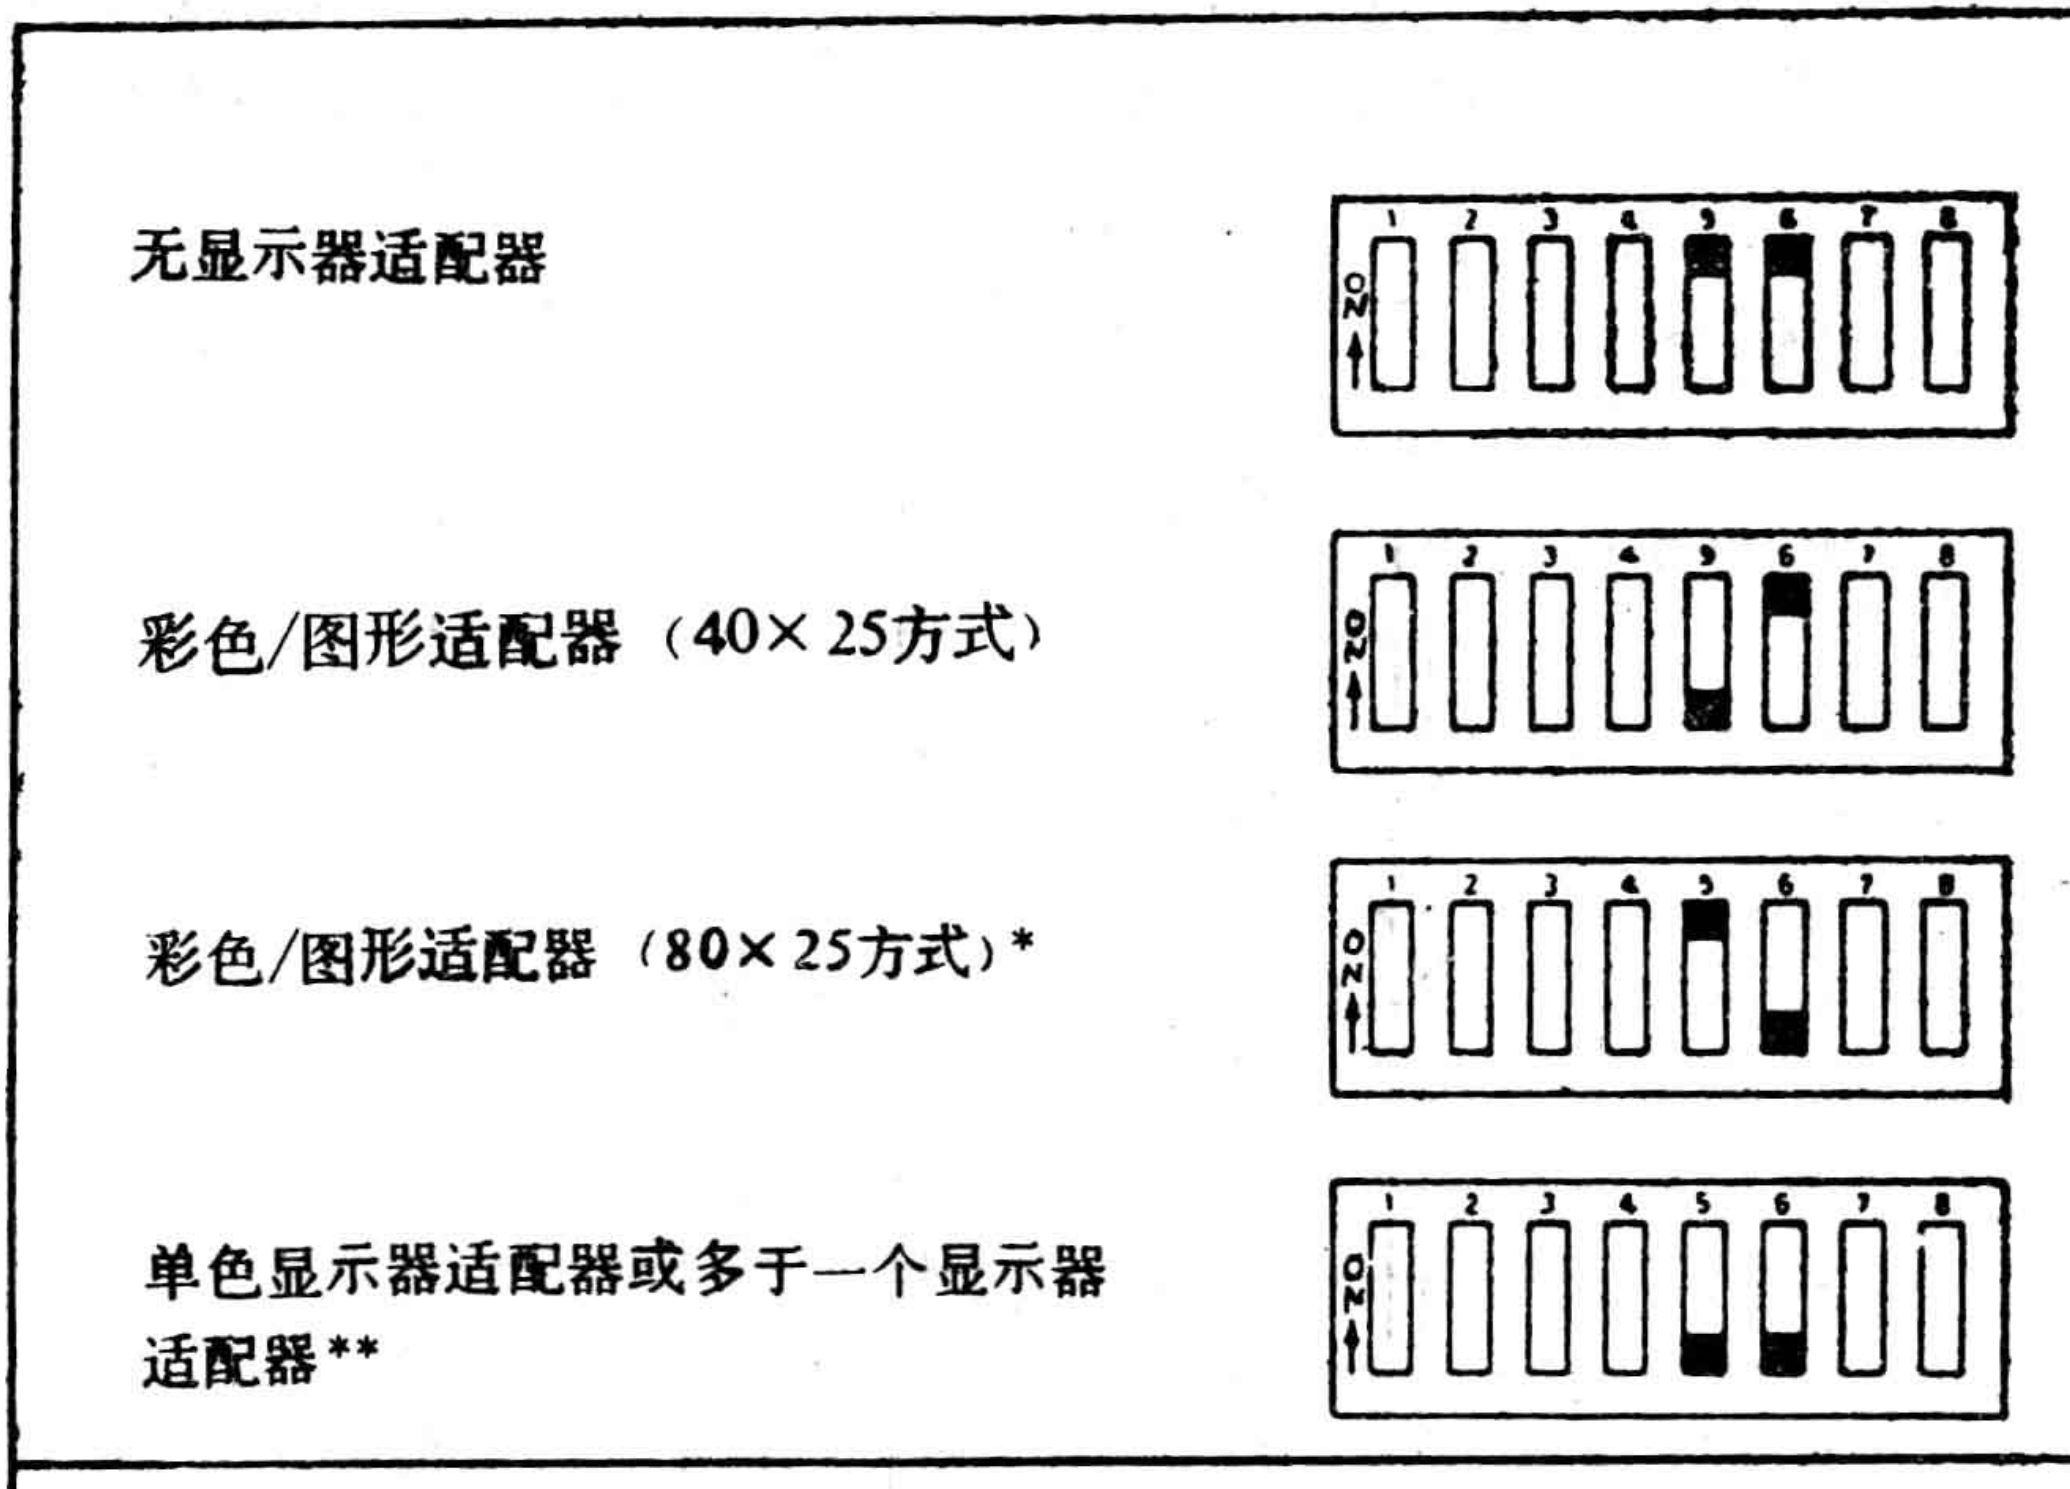 无显示器适配器
1 2 3 4 5 6 7 8
ON
彩色/图形适配器（40×25方式）
1 2 3 4 5 6 7 8
ON
彩色/图形适配器（80×25方式）*
1 2 3 4 5 6 7 8
ON
单色显示器适配器或多于一个显示器
适配器**
1 2 3 4 5 6 7 8
ON